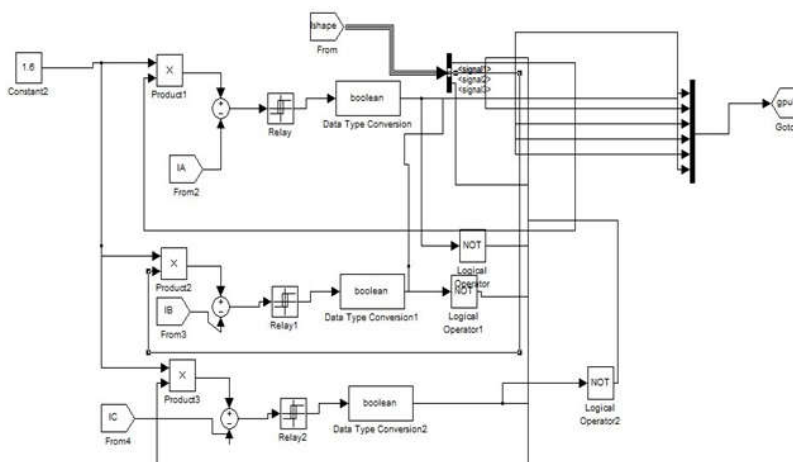 Ishape
From
1.6
Constant2
X
Product1
+
-
Relay
boolean
Data Type Conversion
<signal1>
<signal2>
<signal3>
gpul
Goto
IA
From2
X
Product2
+
-
Relay1
boolean
Data Type Conversion1
NOT
Logical
Operator
NOT
Logical
Operator1
IB
From3
X
Product3
+
-
Relay2
boolean
Data Type Conversion2
NOT
Logical
Operator2
IC
From4